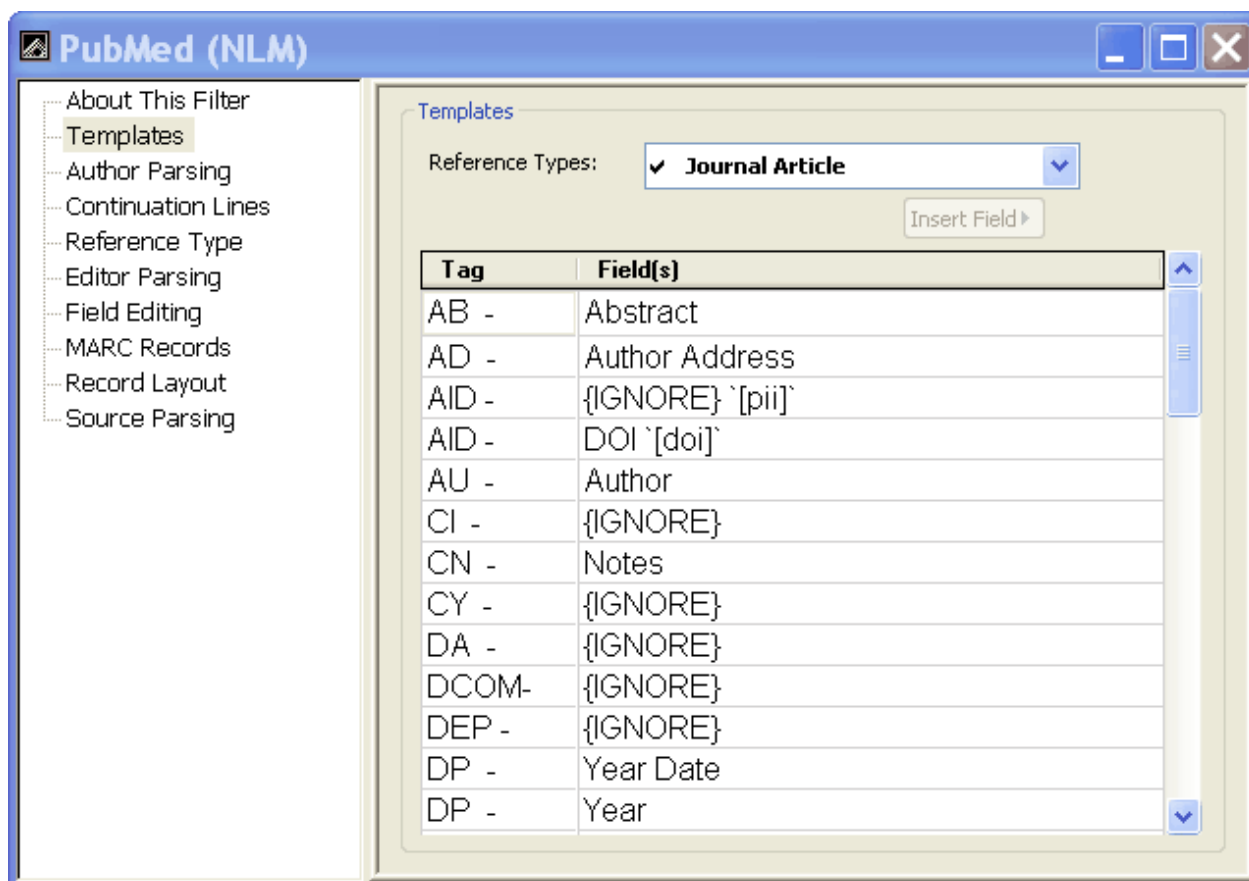 PubMed (NLM)
About This Filter
Templates
Author Parsing
Continuation Lines
Reference Type
Editor Parsing
Field Editing
MARC Records
Record Layout
Source Parsing
Templates
Reference Types: ✔ Journal Article
Insert Field
Tag Field(s)
AB - Abstract
AD - Author Address
AID - {IGNORE} `[pii]`
AID - DOI `[doi]`
AU - Author
CI - {IGNORE}
CN - Notes
CY - {IGNORE}
DA - {IGNORE}
DCOM- {IGNORE}
DEP - {IGNORE}
DP - Year Date
DP - Year